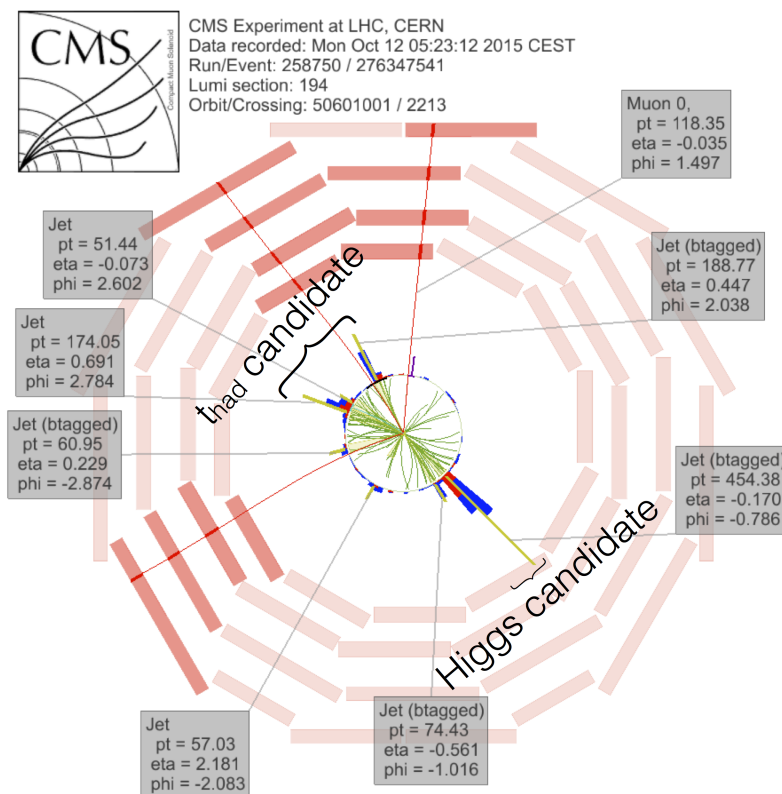 CMS
Compact Muon Solenoid
CMS Experiment at LHC, CERN
Data recorded: Mon Oct 12 05:23:12 2015 CEST
Run/Event: 258750 / 276347541
Lumi section: 194
Orbit/Crossing: 50601001 / 2213
Muon 0,
pt = 118.35
eta = -0.035
phi = 1.497
Jet
pt = 51.44
eta = -0.073
phi = 2.602
Jet (btagged)
pt = 188.77
eta = 0.447
phi = 2.038
thad candidate
Jet
pt = 174.05
eta = 0.691
phi = 2.784
Jet (btagged)
pt = 60.95
eta = 0.229
phi = -2.874
Jet (btagged)
pt = 454.38
eta = -0.170
phi = -0.786
Higgs candidate
Jet
pt = 57.03
eta = 2.181
phi = -2.083
Jet (btagged)
pt = 74.43
eta = -0.561
phi = -1.016